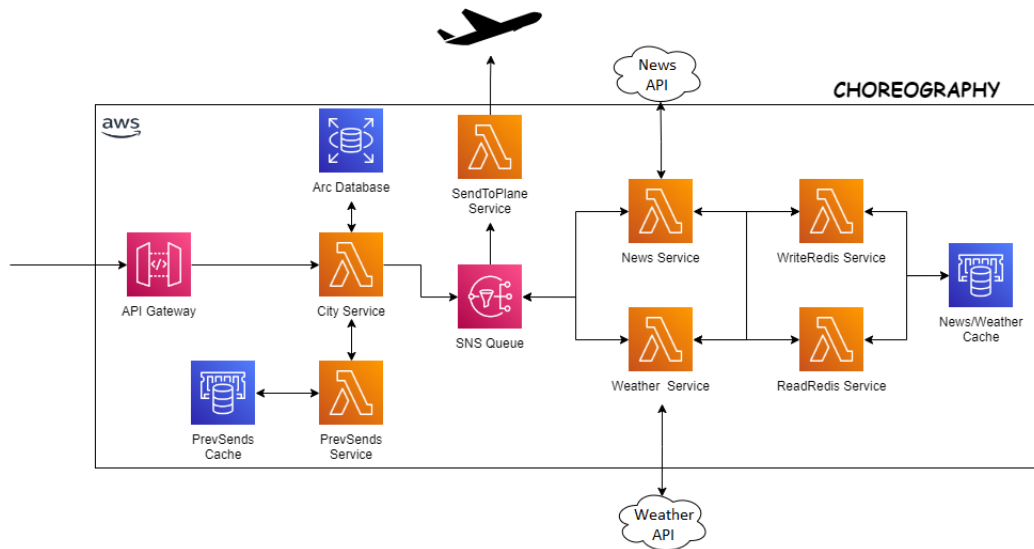 News
API
CHOREOGRAPHY
aws
Arc Database
SendToPlane
Service
News Service
WriteRedis Service
API Gateway
City Service
SNS Queue
News/Weather
Cache
Weather  Service
ReadRedis Service
PrevSends
Cache
PrevSends
Service
Weather
API